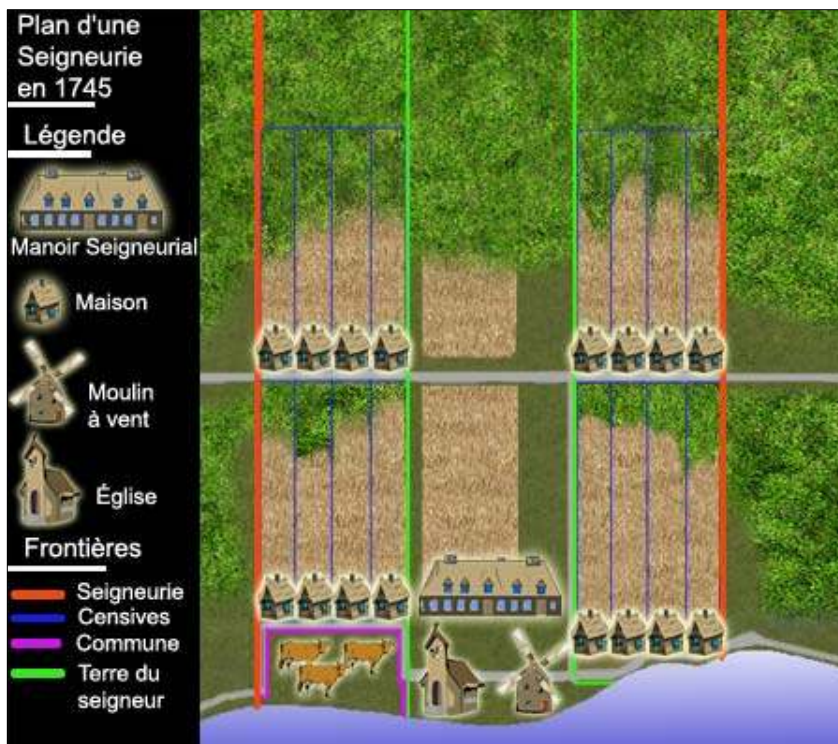 Plan d'une
Seigneurie
en 1745
Légende
Manoir Seigneurial
Maison
Moulin
à vent
Église
Frontières
Seigneurie
Censives
Commune
Terre du
seigneur